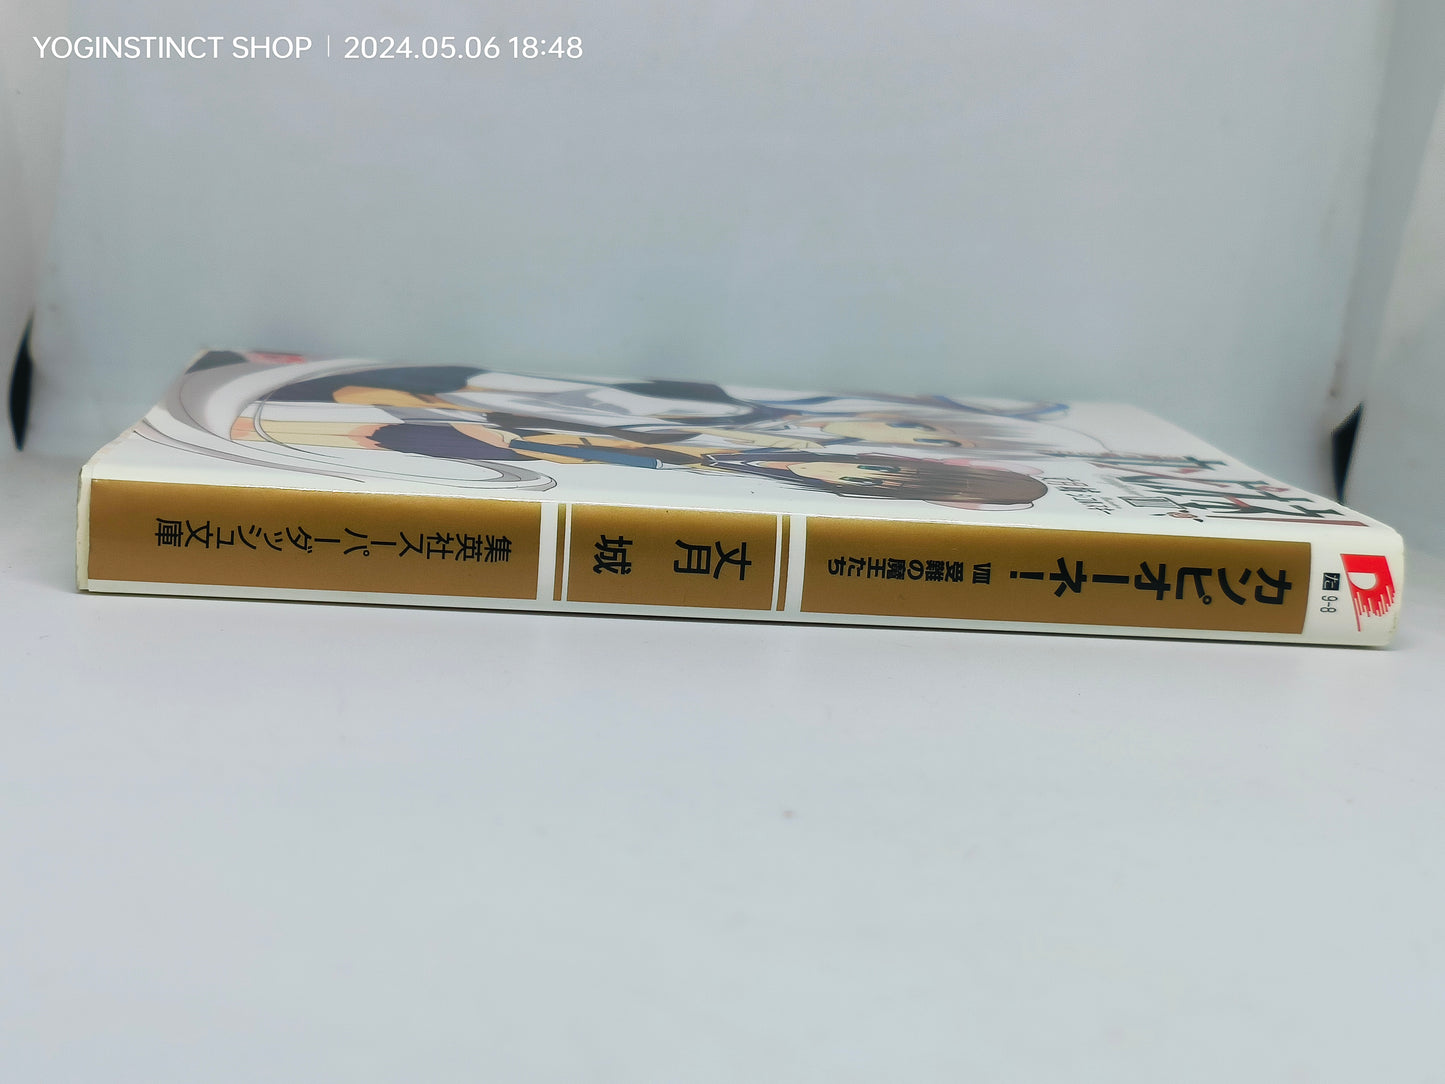 YOGINSTINCT SHOP | 2024.05.06 18:48
カンピオーネ!
VIII 受難の魔王たち
丈月 城
集英社スーパーダッシュ文庫
た 9-8